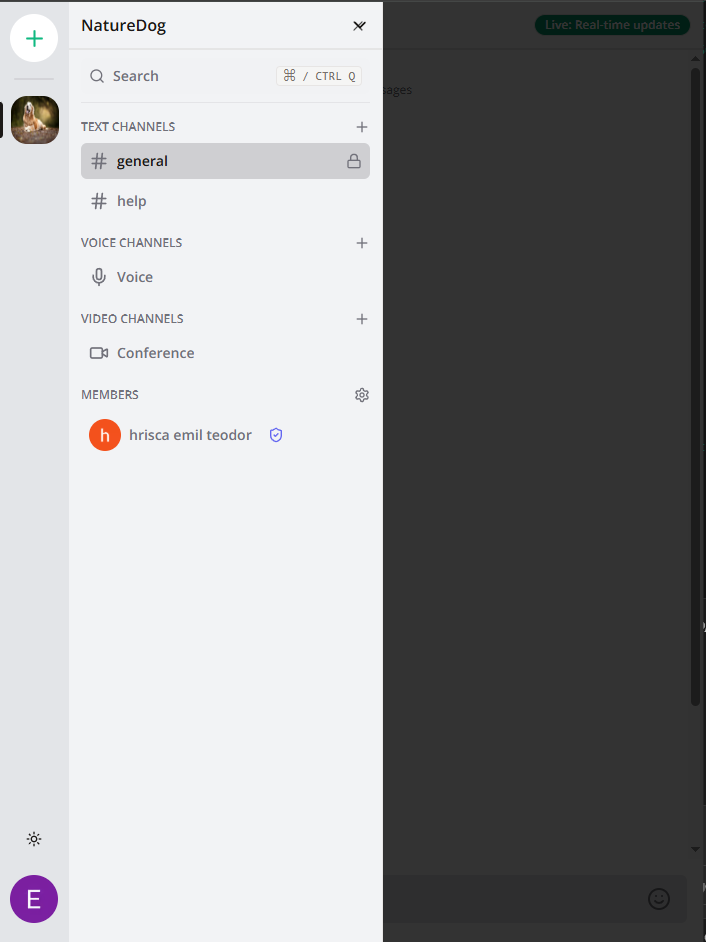 NatureDog
Live: Real-time updates
Search
⌘ / CTRL Q
sages
TEXT CHANNELS
general
help
VOICE CHANNELS
Voice
VIDEO CHANNELS
Conference
MEMBERS
h
hrisca emil teodor
E